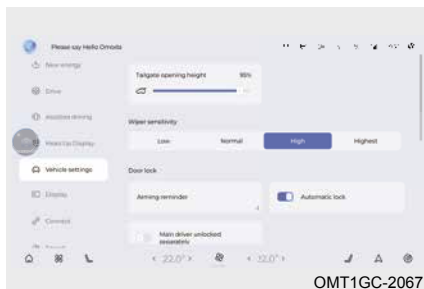 Please say Hello Omoda
New energy
Tailgate opening height 95%
Drive
Assisted driving
Wiper sensitivity
Head Up Display
Low Normal High Highest
Vehicle settings
Door lock
Display
Arming reminder
Automatic lock
Connect
Main driver unlocked
separately
22.0° 22.0°
OMT1GC-2067